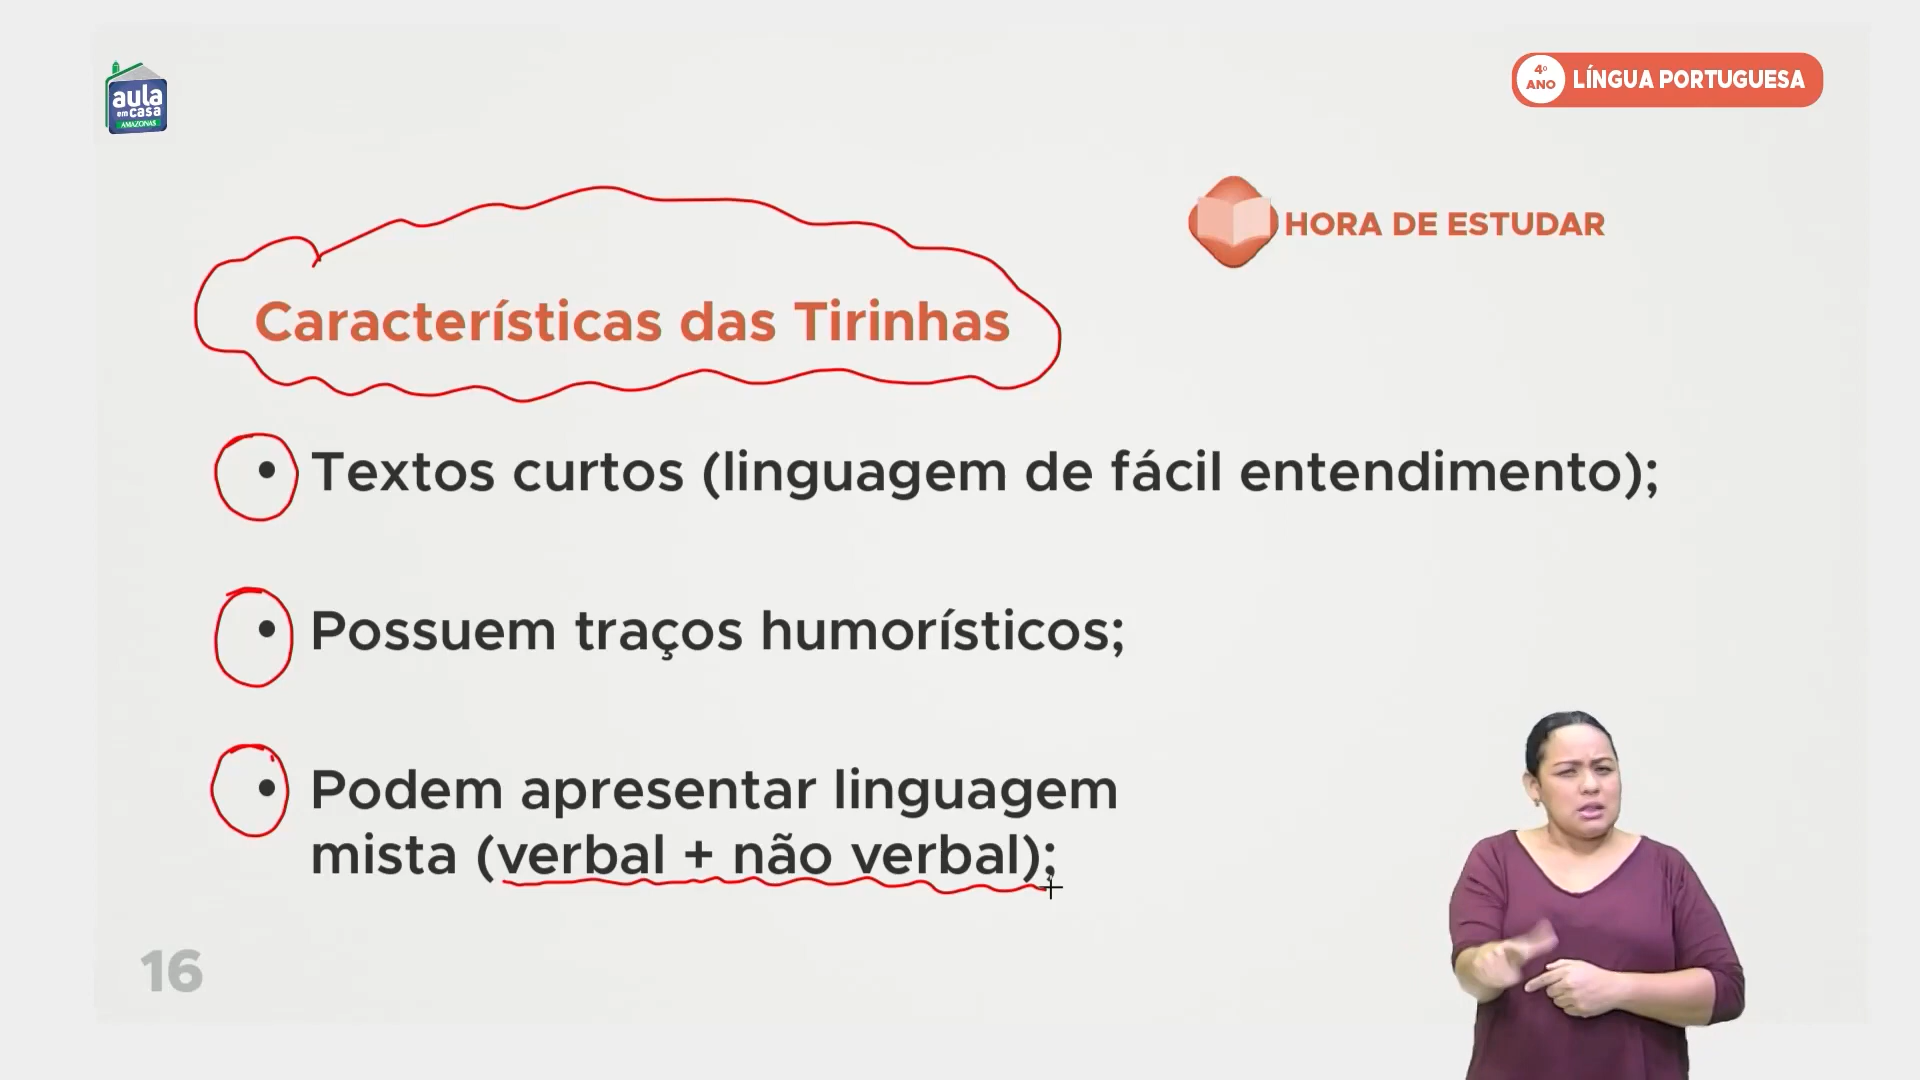 aula
em casa
AMAZONAS
4º
ANO
LÍNGUA PORTUGUESA
HORA DE ESTUDAR
Características das Tirinhas
• Textos curtos (linguagem de fácil entendimento);
• Possuem traços humorísticos;
• Podem apresentar linguagem
mista (verbal + não verbal);
16